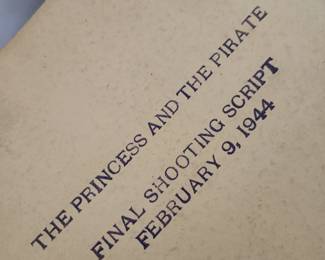 THE PRINCESS AND THE PIRATE
FINAL SHOOTING SCRIPT
FEBRUARY 9, 1944